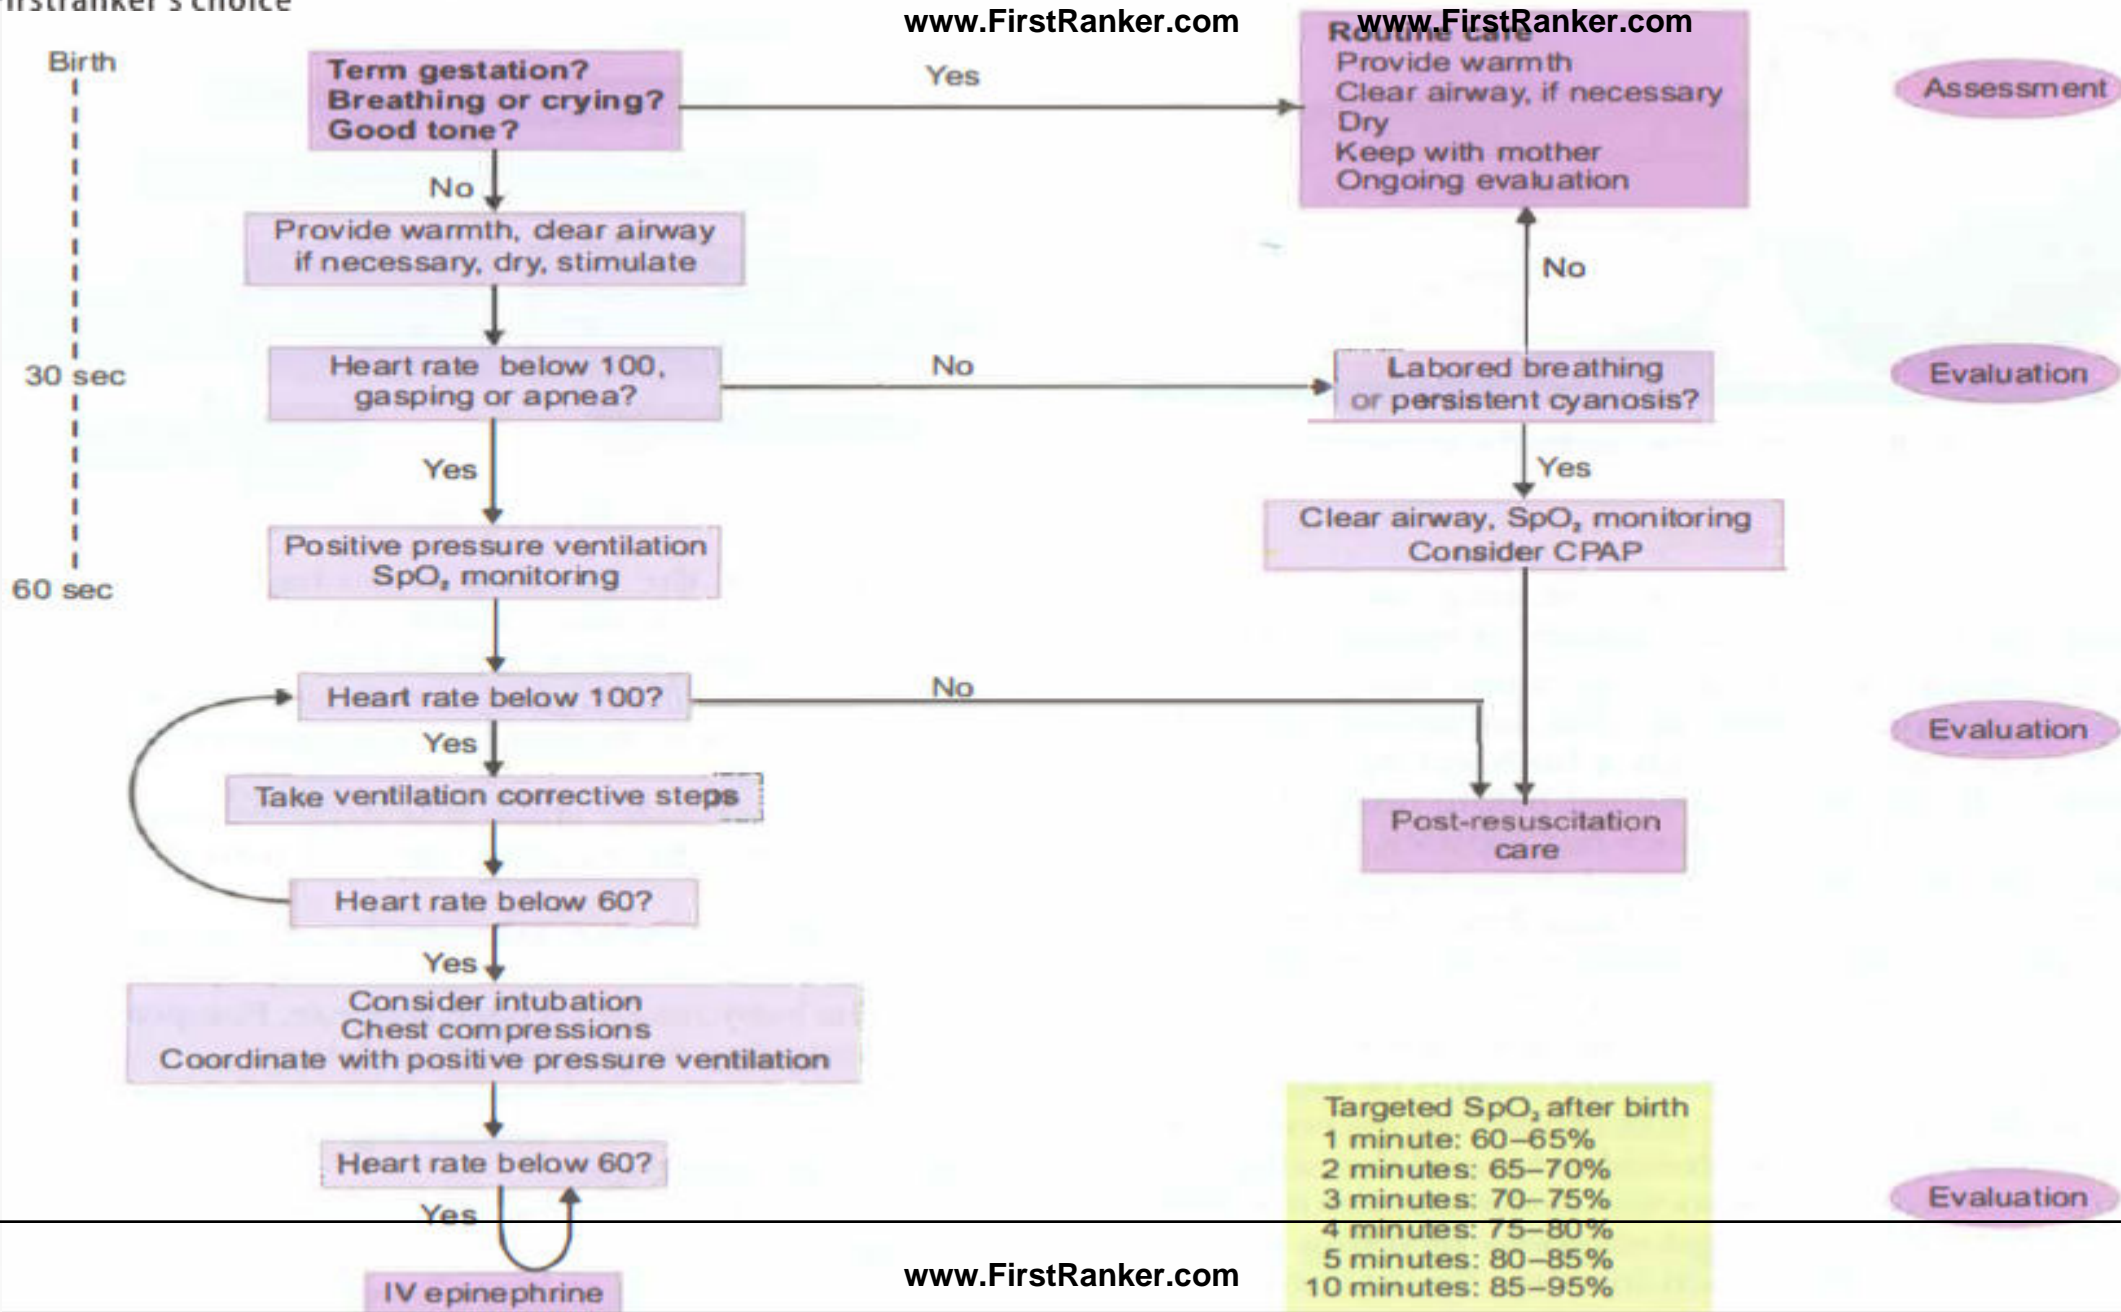 www.FirstRanker.com
www.FirstRanker.com
Birth
Term gestation?
Breathing or crying?
Good tone?
Yes
Routine care
Provide warmth
Clear airway, if necessary
Dry
Keep with mother
Ongoing evaluation
Assessment
No
Provide warmth, clear airway
if necessary, dry, stimulate
No
30 sec
Heart rate below 100,
gasping or apnea?
No
Labored breathing
or persistent cyanosis?
Evaluation
Yes
Yes
Positive pressure ventilation
SpO₂ monitoring
Clear airway, SpO₂ monitoring
Consider CPAP
60 sec
Heart rate below 100?
No
Evaluation
Yes
Take ventilation corrective steps
Post-resuscitation
care
Heart rate below 60?
Yes
Consider intubation
Chest compressions
Coordinate with positive pressure ventilation
Heart rate below 60?
Yes
IV epinephrine
Targeted SpO₂ after birth
1 minute: 60–65%
2 minutes: 65–70%
3 minutes: 70–75%
4 minutes: 75–80%
5 minutes: 80–85%
10 minutes: 85–95%
Evaluation
www.FirstRanker.com